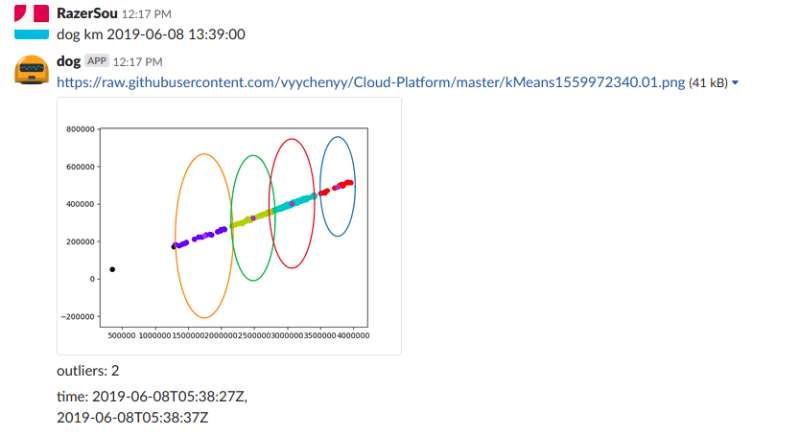 RazerSou 12:17 PM
dog km 2019-06-08 13:39:00
dog APP 12:17 PM
https://raw.githubusercontent.com/vyychenyy/Cloud-Platform/master/kMeans1559972340.01.png (41 kB)
800000
600000
400000
200000
0
−200000
500000 1000000 1500000 2000000 2500000 3000000 3500000 4000000
outliers: 2
time: 2019-06-08T05:38:27Z,
2019-06-08T05:38:37Z